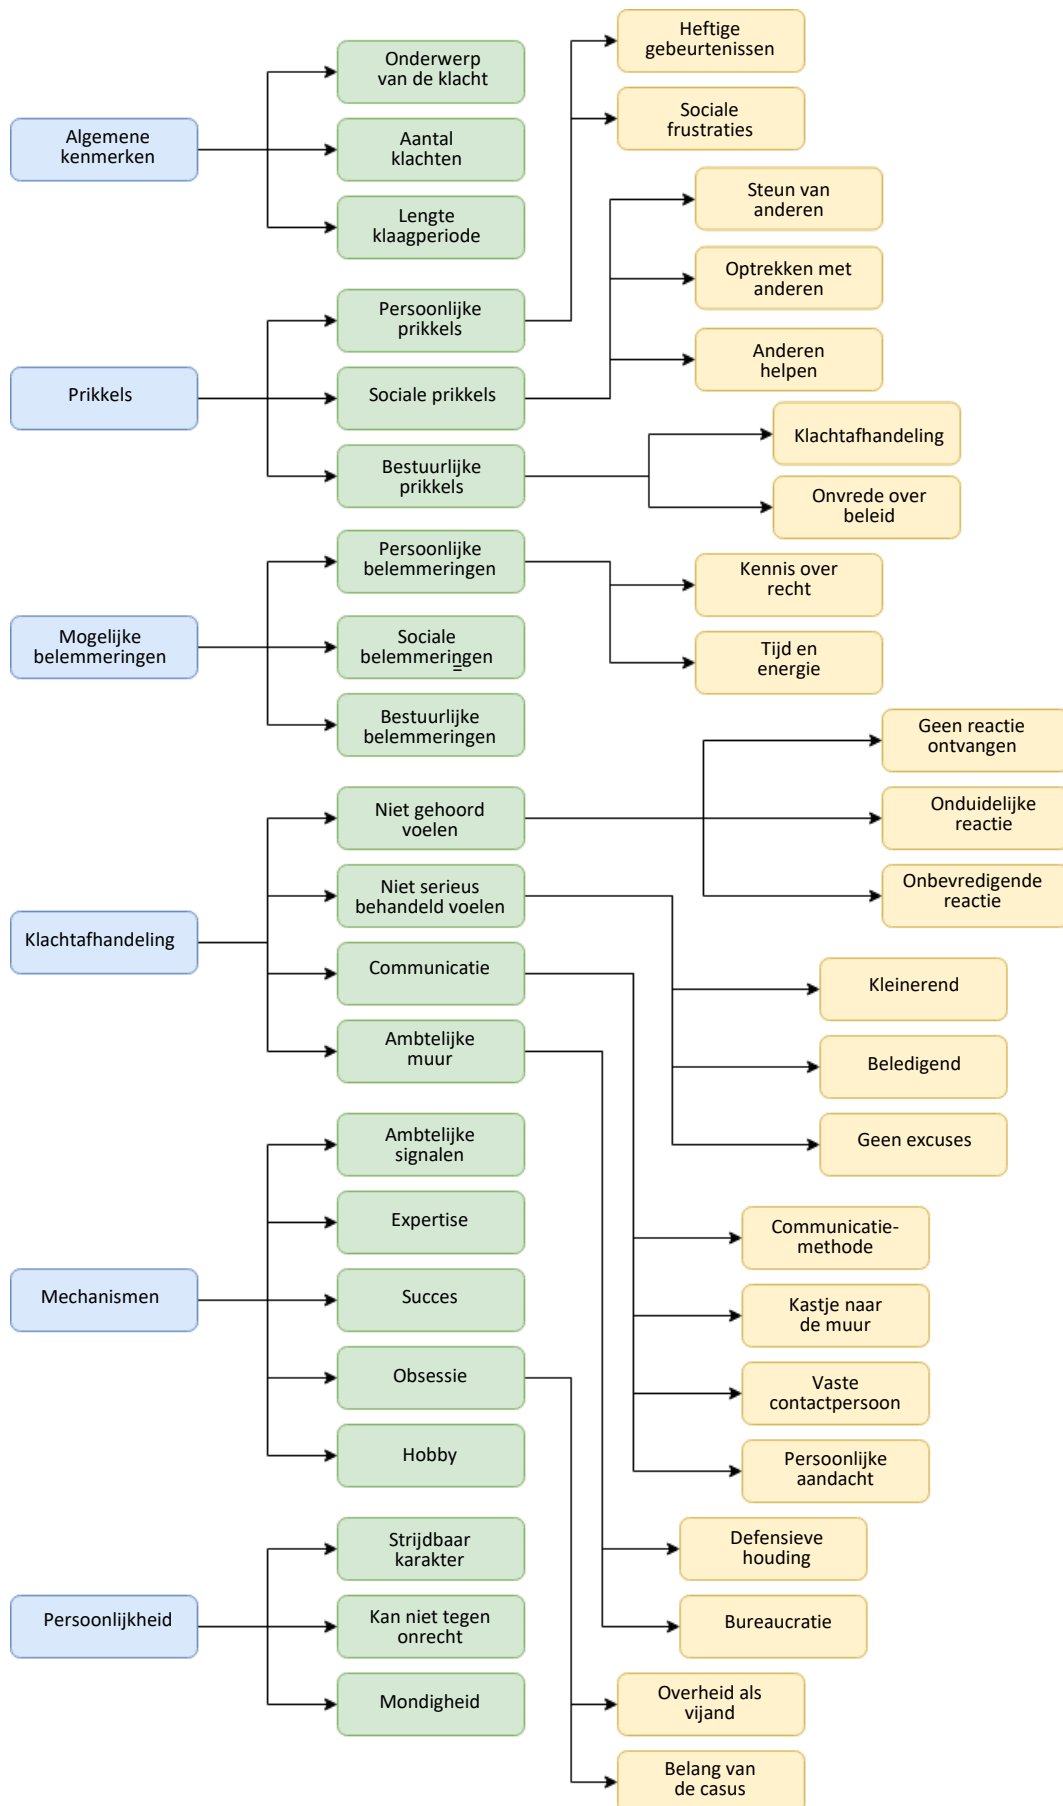 Heftige
gebeurtenissen
Onderwerp
van de klacht
Sociale
frustraties
Algemene
kenmerken
Aantal
klachten
Steun van
anderen
Lengte
klaagperiode
Optrekken met
anderen
Persoonlijke
prikkels
Anderen
helpen
Prikkels
Sociale prikkels
Klachtafhandeling
Bestuurlijke
prikkels
Onvrede over
beleid
Persoonlijke
belemmeringen
Kennis over
recht
Mogelijke
belemmeringen
Sociale
belemmeringen
Tijd en
energie
Bestuurlijke
belemmeringen
Geen reactie
ontvangen
Niet gehoord
voelen
Onduidelijke
reactie
Niet serieus
behandeld voelen
Onbevredigende
reactie
Klachtafhandeling
Communicatie
Kleinerend
Ambtelijke
muur
Beledigend
Ambtelijke
signalen
Geen excuses
Expertise
Communicatie-
methode
Mechanismen
Succes
Kastje naar
de muur
Obsessie
Vaste
contactpersoon
Hobby
Persoonlijke
aandacht
Strijdbaar
karakter
Defensieve
houding
Persoonlijkheid
Kan niet tegen
onrecht
Bureaucratie
Mondigheid
Overheid als
vijand
Belang van
de casus